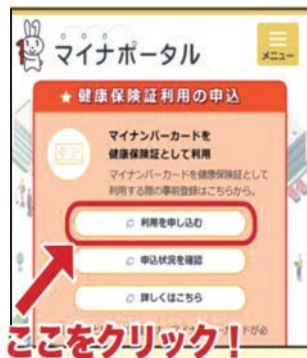 マイナポータル
メニュー
★ 健康保険証利用の申込
マイナンバーカードを
健康保険証として利用
マイナンバーカードを健康保険証として
利用する際の事前登録はこちらから。
利用を申し込む
申込状況を確認
詳しくはこちら
ここをクリック！